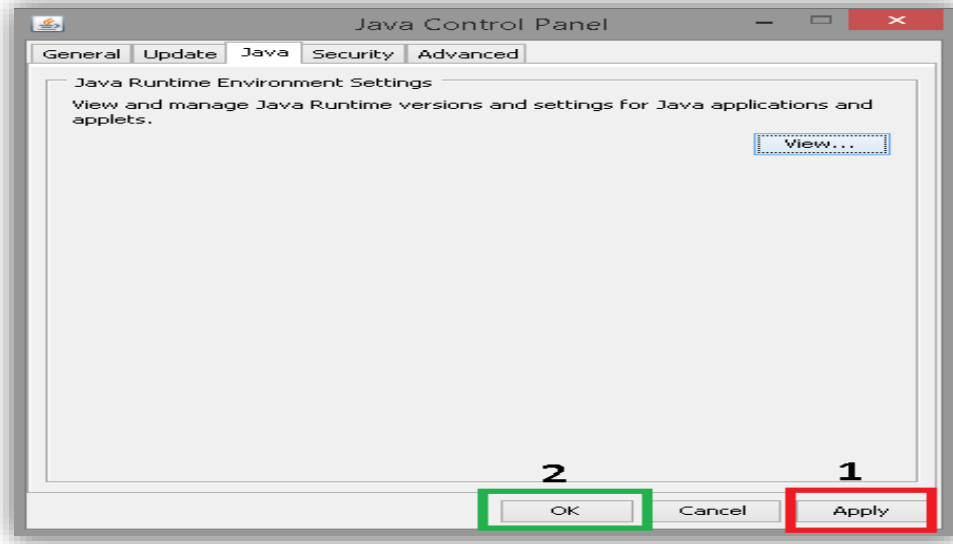 Java Control Panel
General Update Java Security Advanced
Java Runtime Environment Settings
View and manage Java Runtime versions and settings for Java applications and
applets.
View...
2 1
OK Cancel Apply